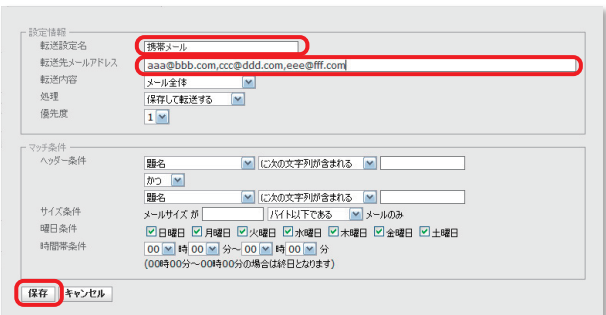 設定情報
転送設定名 携帯メール
転送先メールアドレス aaa@bbb.com,ccc@ddd.com,eee@fff.com
転送内容 メール全体
処理 保存して転送する
優先度 1
マッチ条件
ヘッダー条件 題名 に次の文字列が含まれる
かつ
題名 に次の文字列が含まれる
サイズ条件 メールサイズ が バイト以下である メールのみ
曜日条件 日曜日 月曜日 火曜日 水曜日 木曜日 金曜日 土曜日
時間帯条件 00 時 00 分～ 00 時 00 分
(00時00分～00時00分の場合は終日となります)
保存 キャンセル